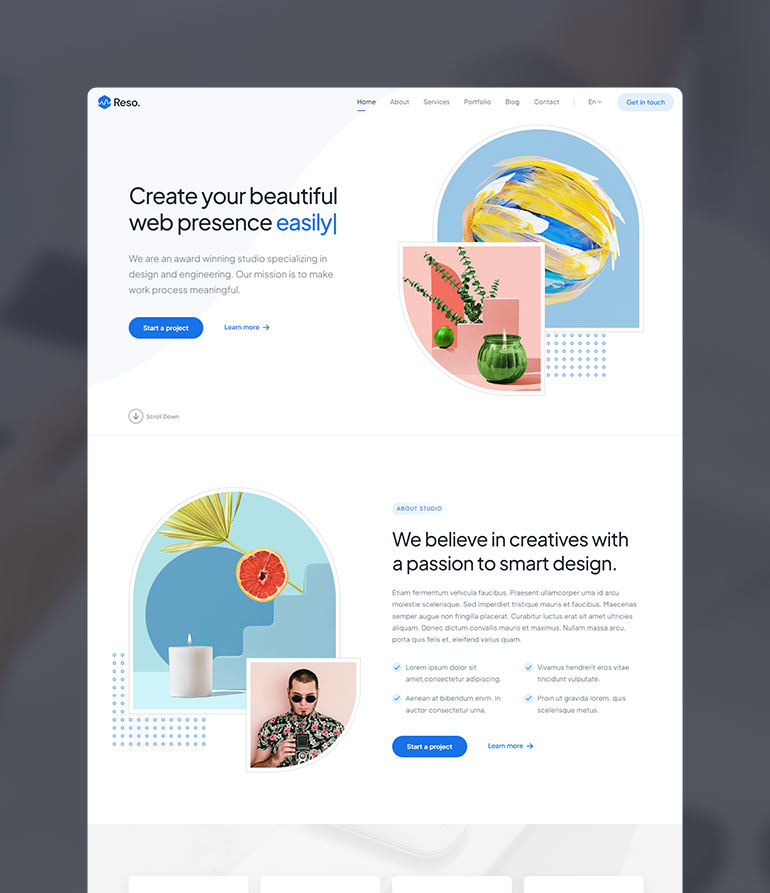 Reso.
Home About Services Portfolio Blog Contact | En Get in touch
Create your beautiful
web presence easily|
We are an award winning studio specializing in
design and engineering. Our mission is to make
work process meaningful.
Start a project Learn more →
Scroll Down
ABOUT STUDIO
We believe in creatives with
a passion to smart design.
Etiam fermentum vehicula faucibus. Praesent ullamcorper urna id arcu
molestie scelerisque. Sed imperdiet tristique mauris et faucibus. Maecenas
semper augue non fringilla placerat. Curabitur luctus erat sit amet ultricies
aliquam. Donec dictum convallis mauris et maximus. Nullam massa arcu,
porta quis felis et, eleifend varius quam.
Lorem ipsum dolor sit
amet,consectetur adipiscing.
Vivamus hendrerit eros vitae
tincidunt vulputate.
Aenean at bibendum enim. In
auctor consectetur urna.
Proin ut gravida lorem, quis
scelerisque metus.
Start a project Learn more →